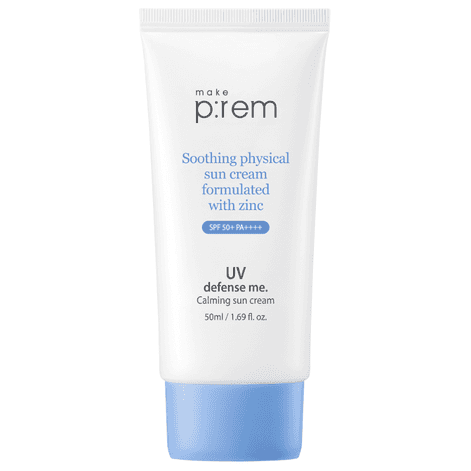 make
p:rem
Soothing physical
sun cream
formulated
with zinc
SPF 50+ PA++++
UV
defense me.
Calming sun cream
50ml / 1.69 fl. oz.